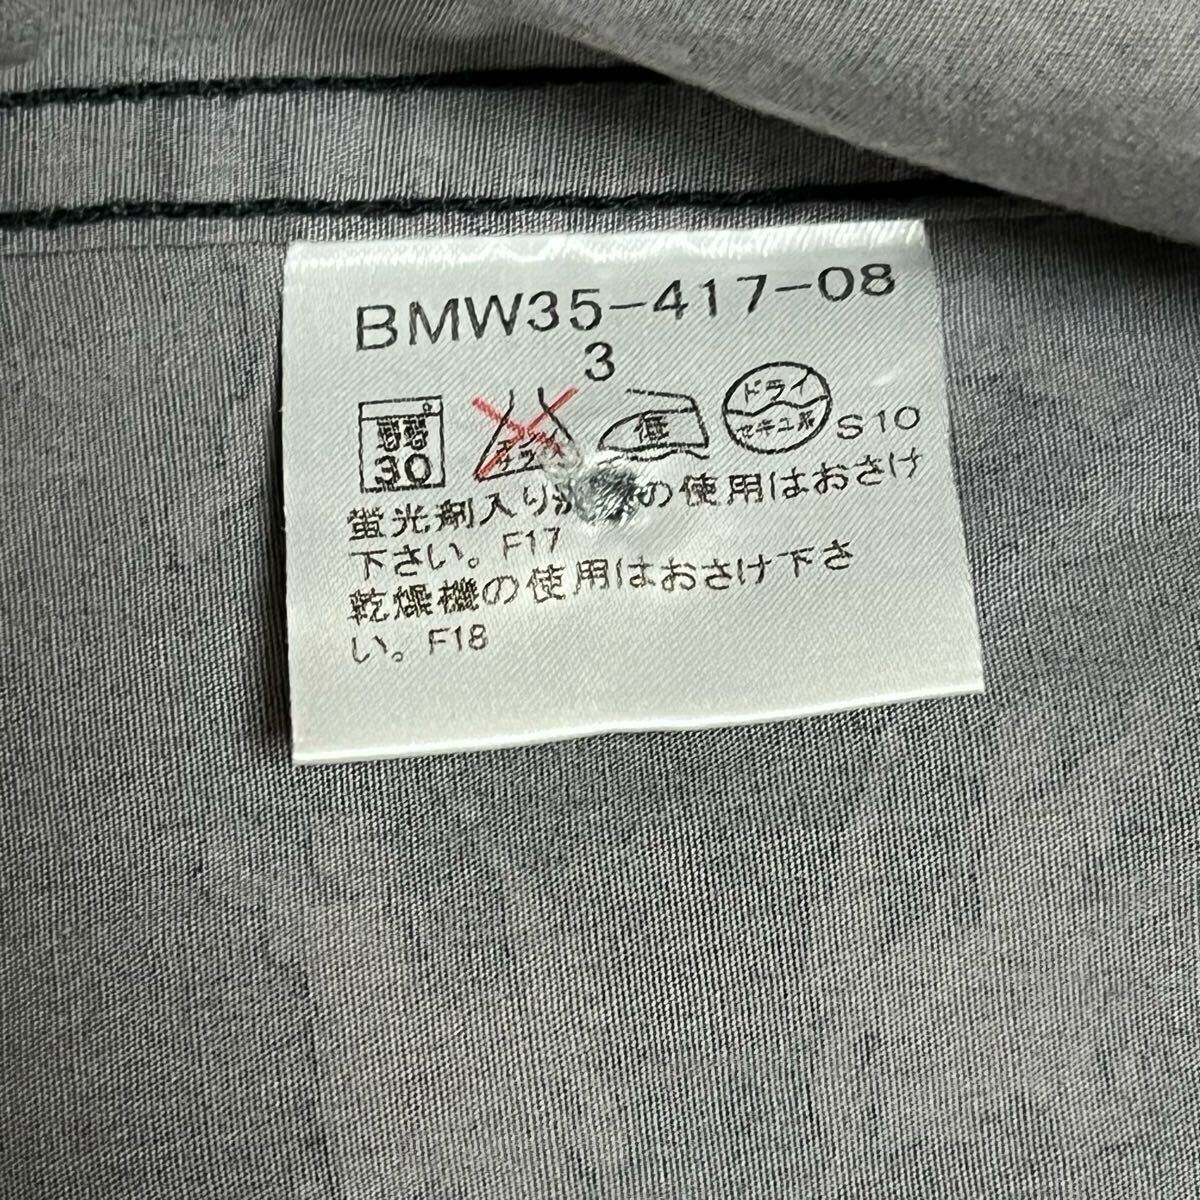 BMW35-417-08
3
30
低
ドライ
セキユ系
S10
蛍光剤入り の使用はおさけ
下さい。F17
乾燥機の使用はおさけ下さ
い。F18